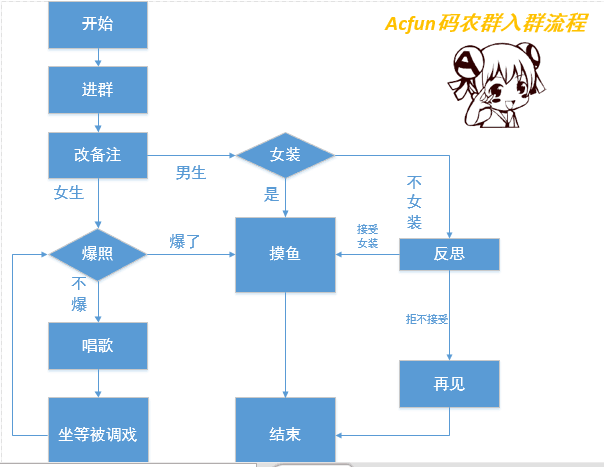 Acfun码农群入群流程
开始
进群
改备注
男生
女装
女生
是
不
女
装
爆照
爆了
摸鱼
接受
女装
反思
不
爆
唱歌
拒不接受
再见
坐等被调戏
结束